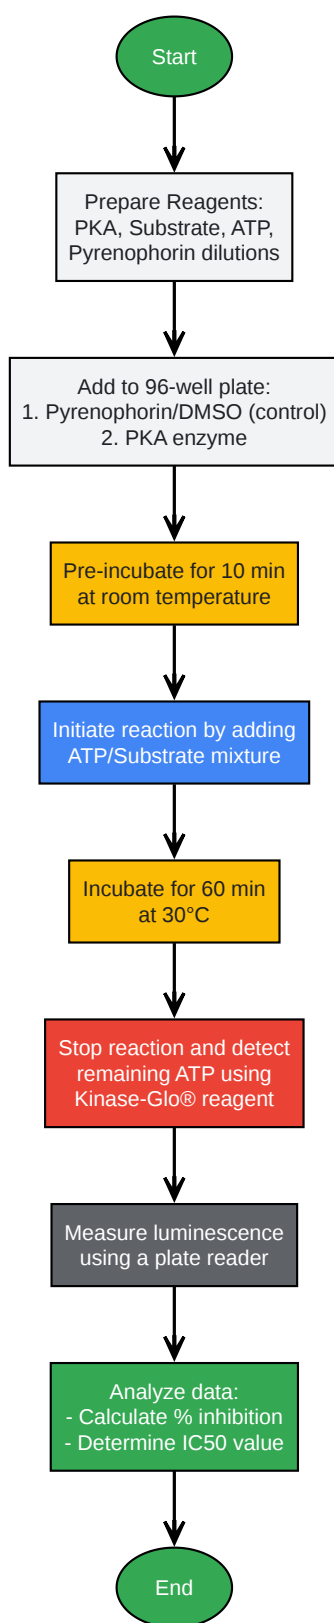 Start
Prepare Reagents:
PKA, Substrate, ATP,
Pyrenophorin dilutions
Add to 96-well plate:
1. Pyrenophorin/DMSO (control)
2. PKA enzyme
Pre-incubate for 10 min
at room temperature
Initiate reaction by adding
ATP/Substrate mixture
Incubate for 60 min
at 30°C
Stop reaction and detect
remaining ATP using
Kinase-Glo® reagent
Measure luminescence
using a plate reader
Analyze data:
- Calculate % inhibition
- Determine IC50 value
End